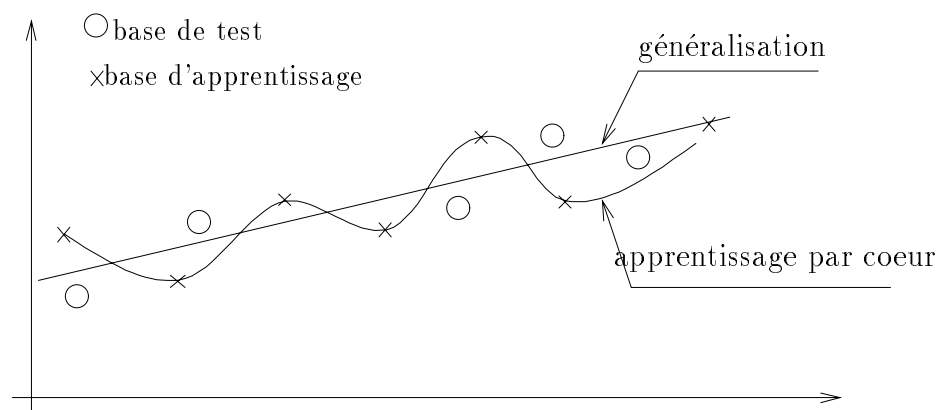 base de test
base d'apprentissage
généralisation
apprentissage par coeur